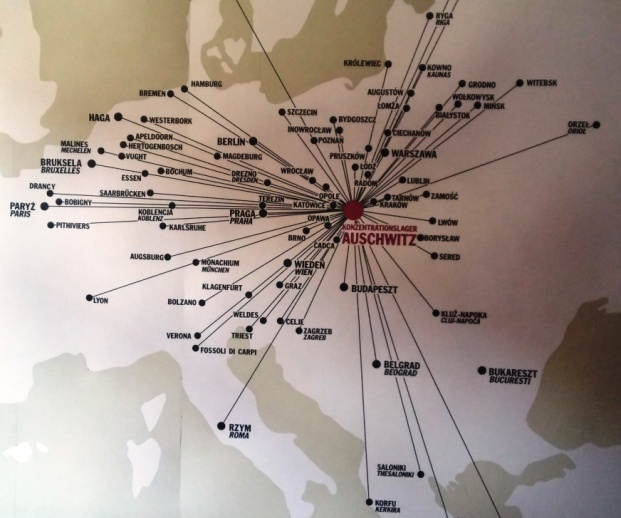 RYGA
RIGA
KRÓLEWIEC
KOWNO
KAUNAS
HAMBURG
BREMEN
AUGUSTÓW
GRODNO
WITEBSK
WOŁKOWYSK
ŁOMŻA
MIŃSK
BIAŁYSTOK
HAGA
WESTERBORK
SZCZECIN
BYDGOSZCZ
ORZEŁ
ORIOŁ
INOWROCŁAW
CIECHANÓW
APELDOORN
HERTOGENBOSCH
BERLIN
POZNAŃ
MALINES
MECHELEN
VUGHT
MAGDEBURG
PRUSZKÓW
WARSZAWA
BRUKSELA
BRUXELLES
ESSEN
BOCHUM
DREZNO
DRESDEN
WROCŁAW
ŁÓDŹ
RADOM
LUBLIN
DRANCY
SAARBRÜCKEN
OPOLE
ZAMOŚĆ
PARYŻ
PARIS
BOBIGNY
TEREZIN
KATOWICE
TARNÓW
KRAKÓW
KOBLENCJA
KOBLENZ
PRAGA
PRAHA
PITHIVIERS
KARLSRUHE
OPAWA
LWÓW
BRNO
KONZENTRATIONSLAGER
AUSCHWITZ
BORYSŁAW
ČADCA
SERED
AUGSBURG
MONACHIUM
MÜNCHEN
WIEDEŃ
WIEN
KLAGENFURT
GRAZ
BUDAPESZT
LYON
BOLZANO
WELDES
CELJE
KLUŻ-NAPOKA
CLUJ-NAPOCA
VERONA
TRIEST
ZAGRZEB
ZAGREB
FOSSOLI DI CARPI
BELGRAD
BEOGRAD
BUKARESZT
BUCURESTI
RZYM
ROMA
SALONIKI
THESSALONIKI
KORFU
KERKIRA